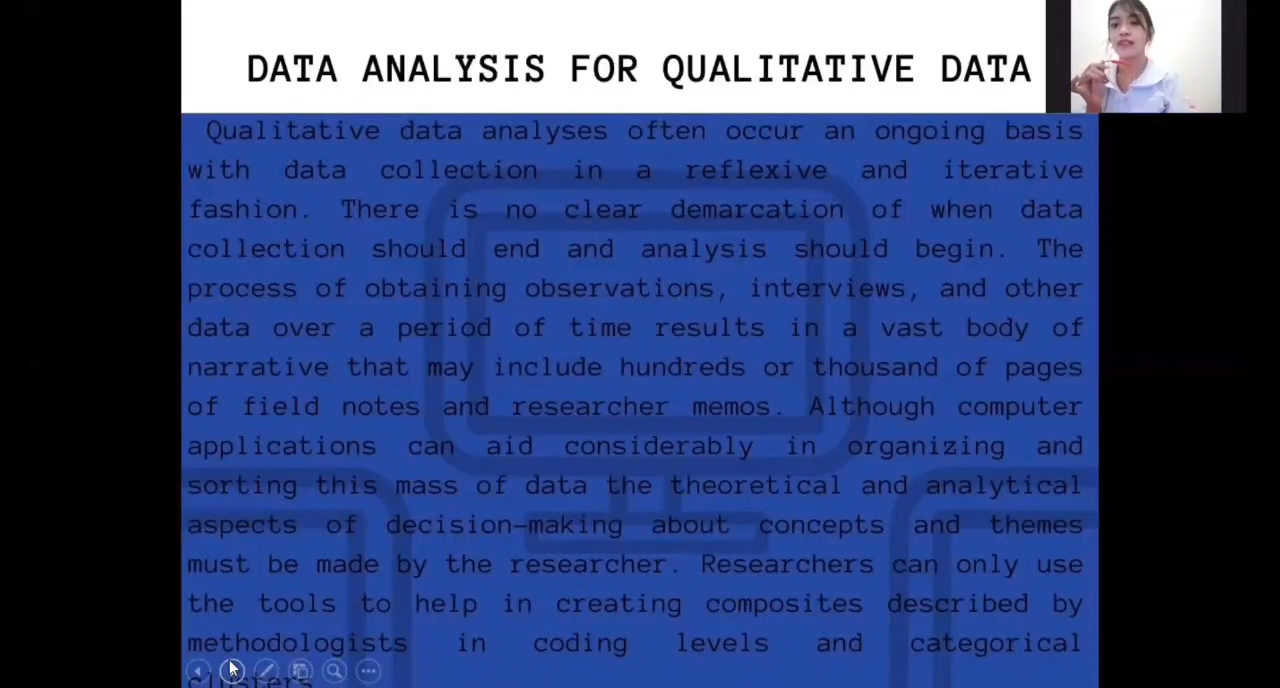 DATA ANALYSIS FOR QUALITATIVE DATA
Qualitative data analyses often occur an ongoing basis
with data collection in a reflexive and iterative
fashion. There is no clear demarcation of when data
collection should end and analysis should begin. The
process of obtaining observations, interviews, and other
data over a period of time results in a vast body of
narrative that may include hundreds or thousand of pages
of field notes and researcher memos. Although computer
applications can aid considerably in organizing and
sorting this mass of data the theoretical and analytical
aspects of decision-making about concepts and themes
must be made by the researcher. Researchers can only use
the tools to help in creating composites described by
methodologists in coding levels and categorical
clusters